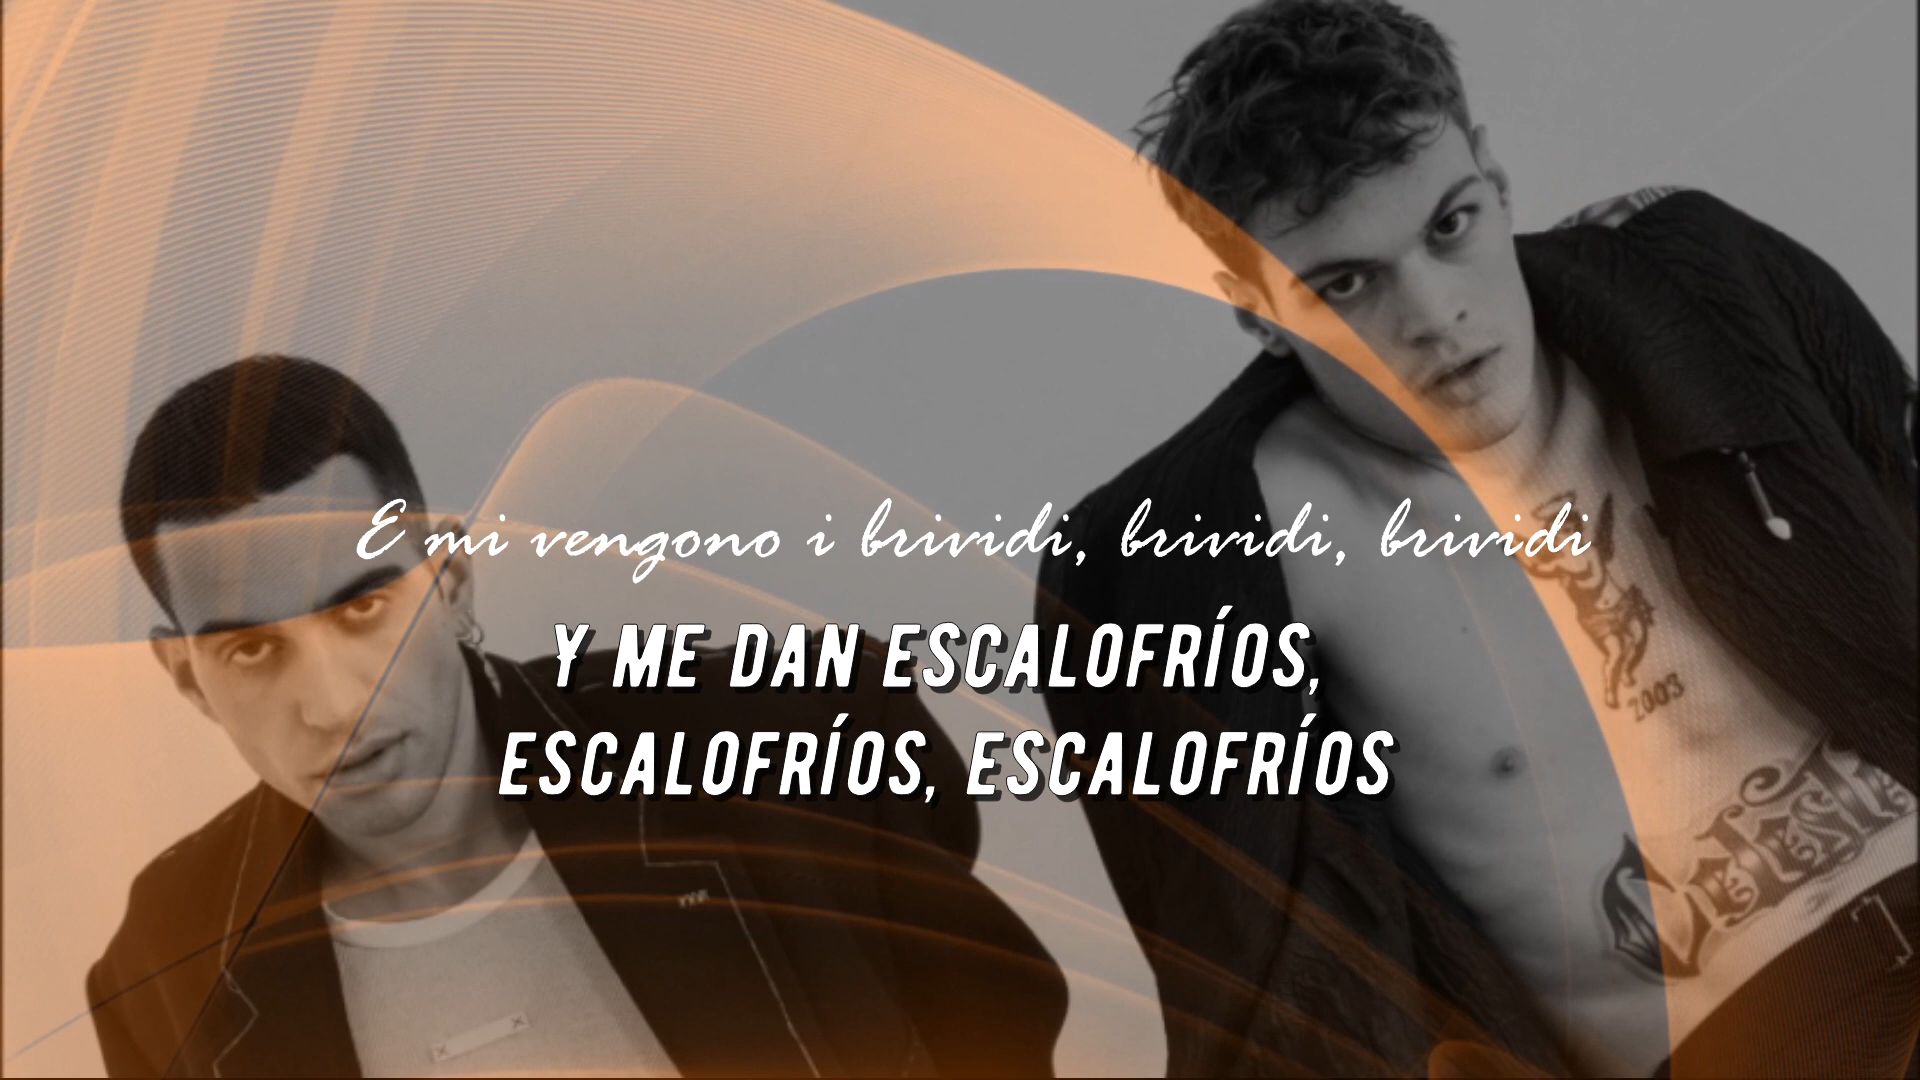 E mi vengono i brividi, brividi, brividi
Y ME DAN ESCALOFRÍOS,
ESCALOFRÍOS, ESCALOFRÍOS
2003